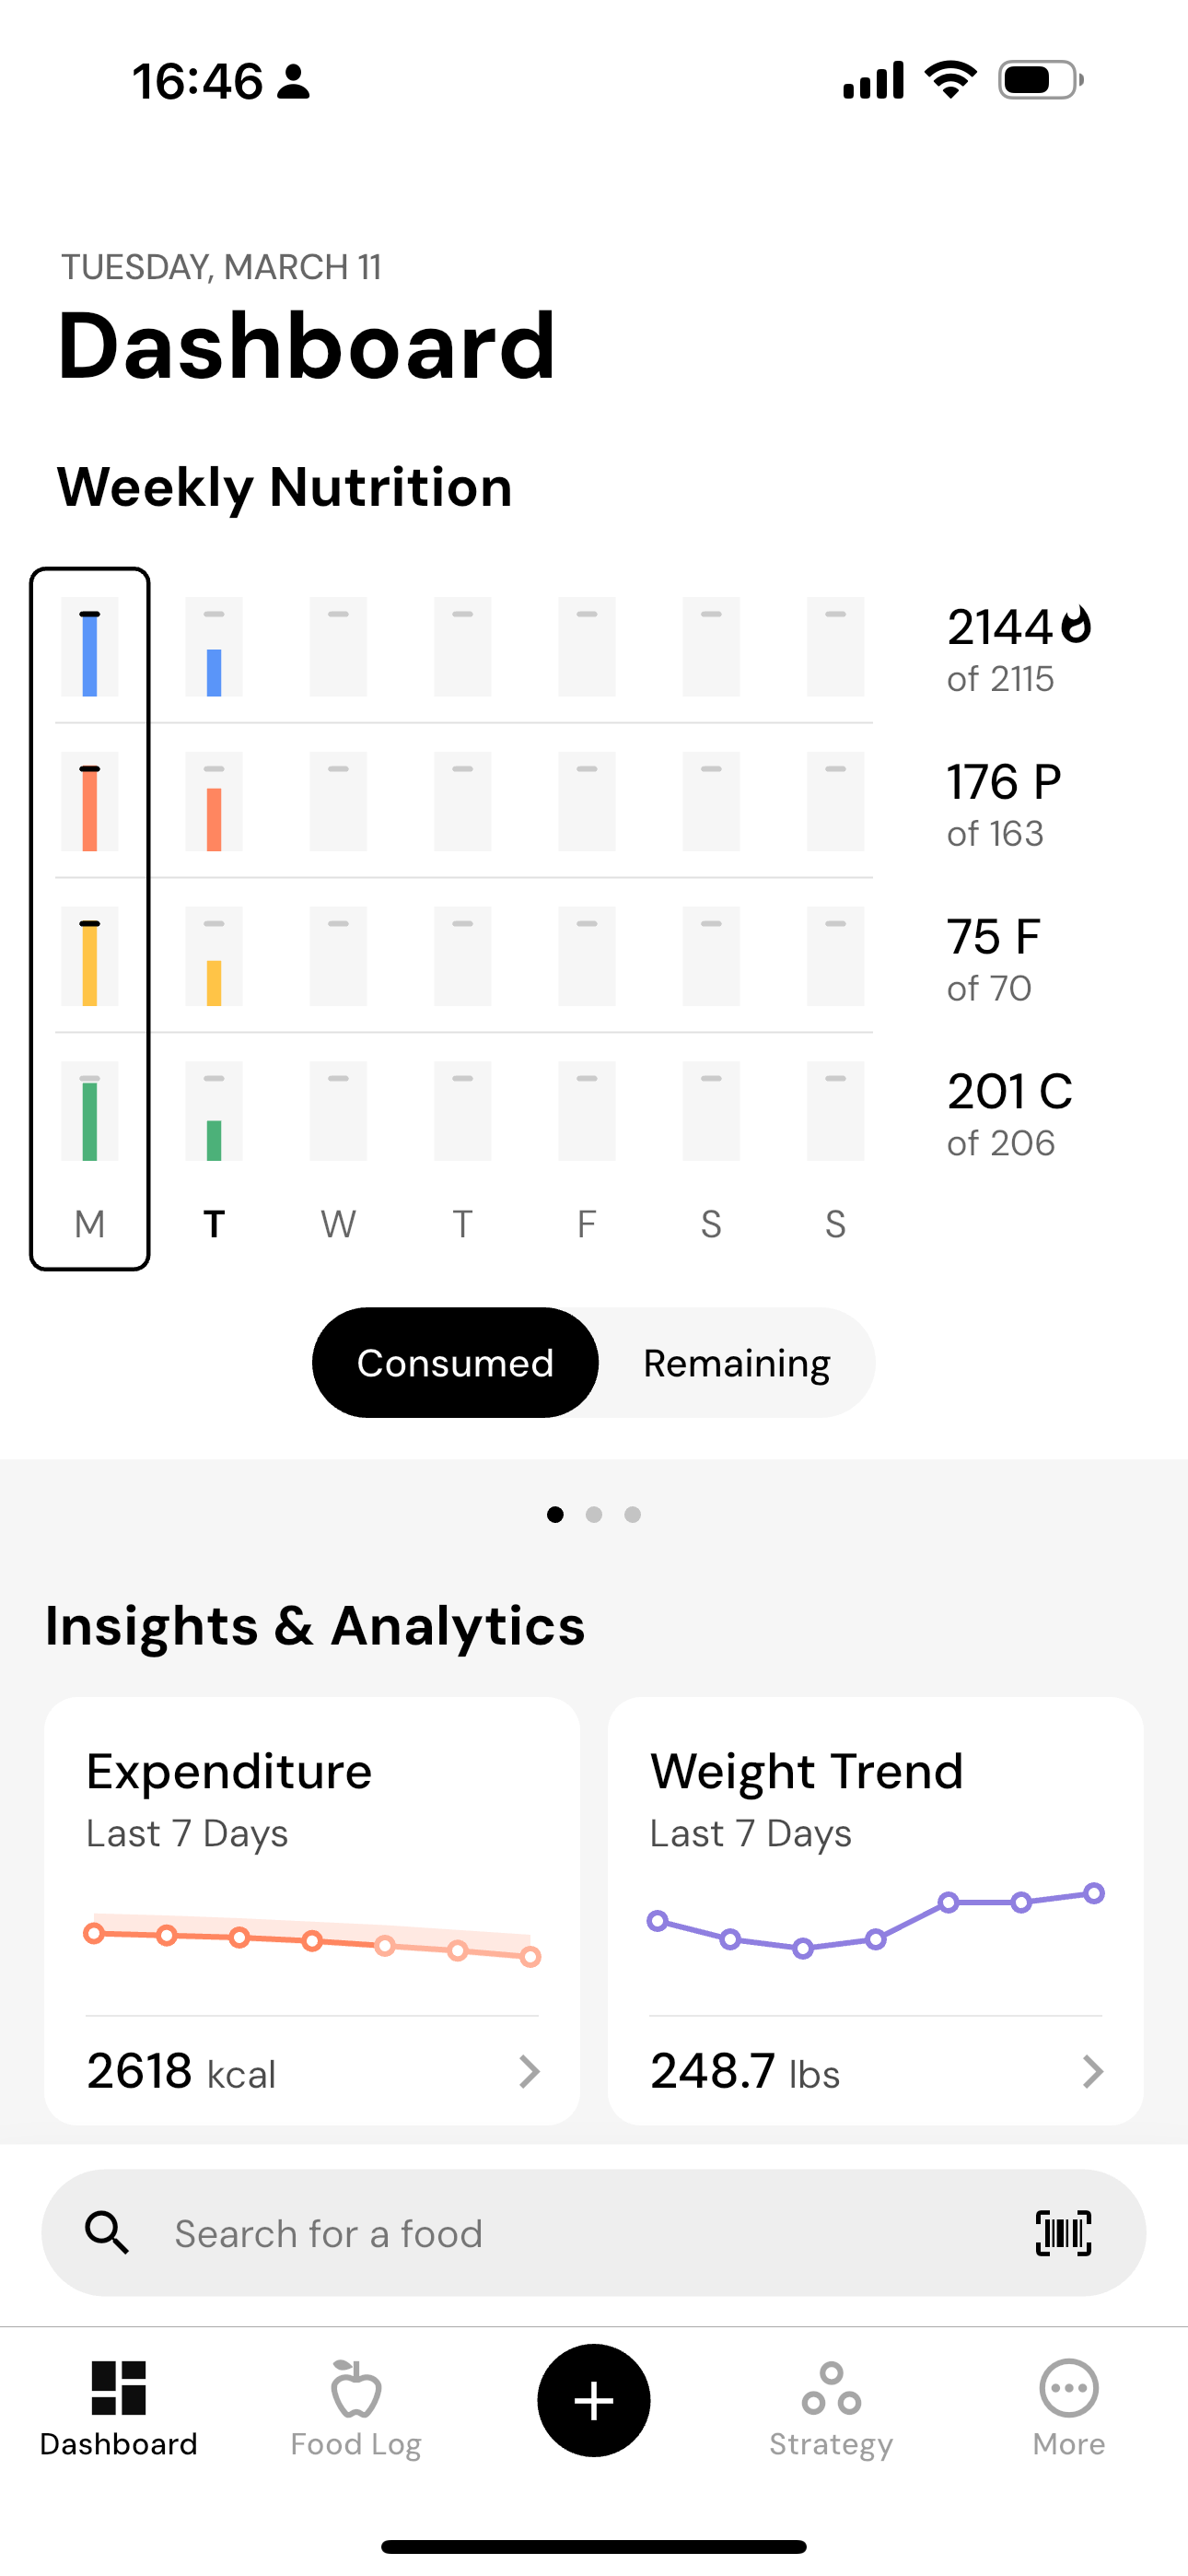 16:46
TUESDAY, MARCH 11
Dashboard
Weekly Nutrition
2144
of 2115
176 P
of 163
75 F
of 70
201 C
of 206
M T W T F S S
Consumed Remaining
Insights & Analytics
Expenditure
Last 7 Days
2618 kcal
Weight Trend
Last 7 Days
248.7 lbs
Search for a food
Dashboard Food Log Strategy More